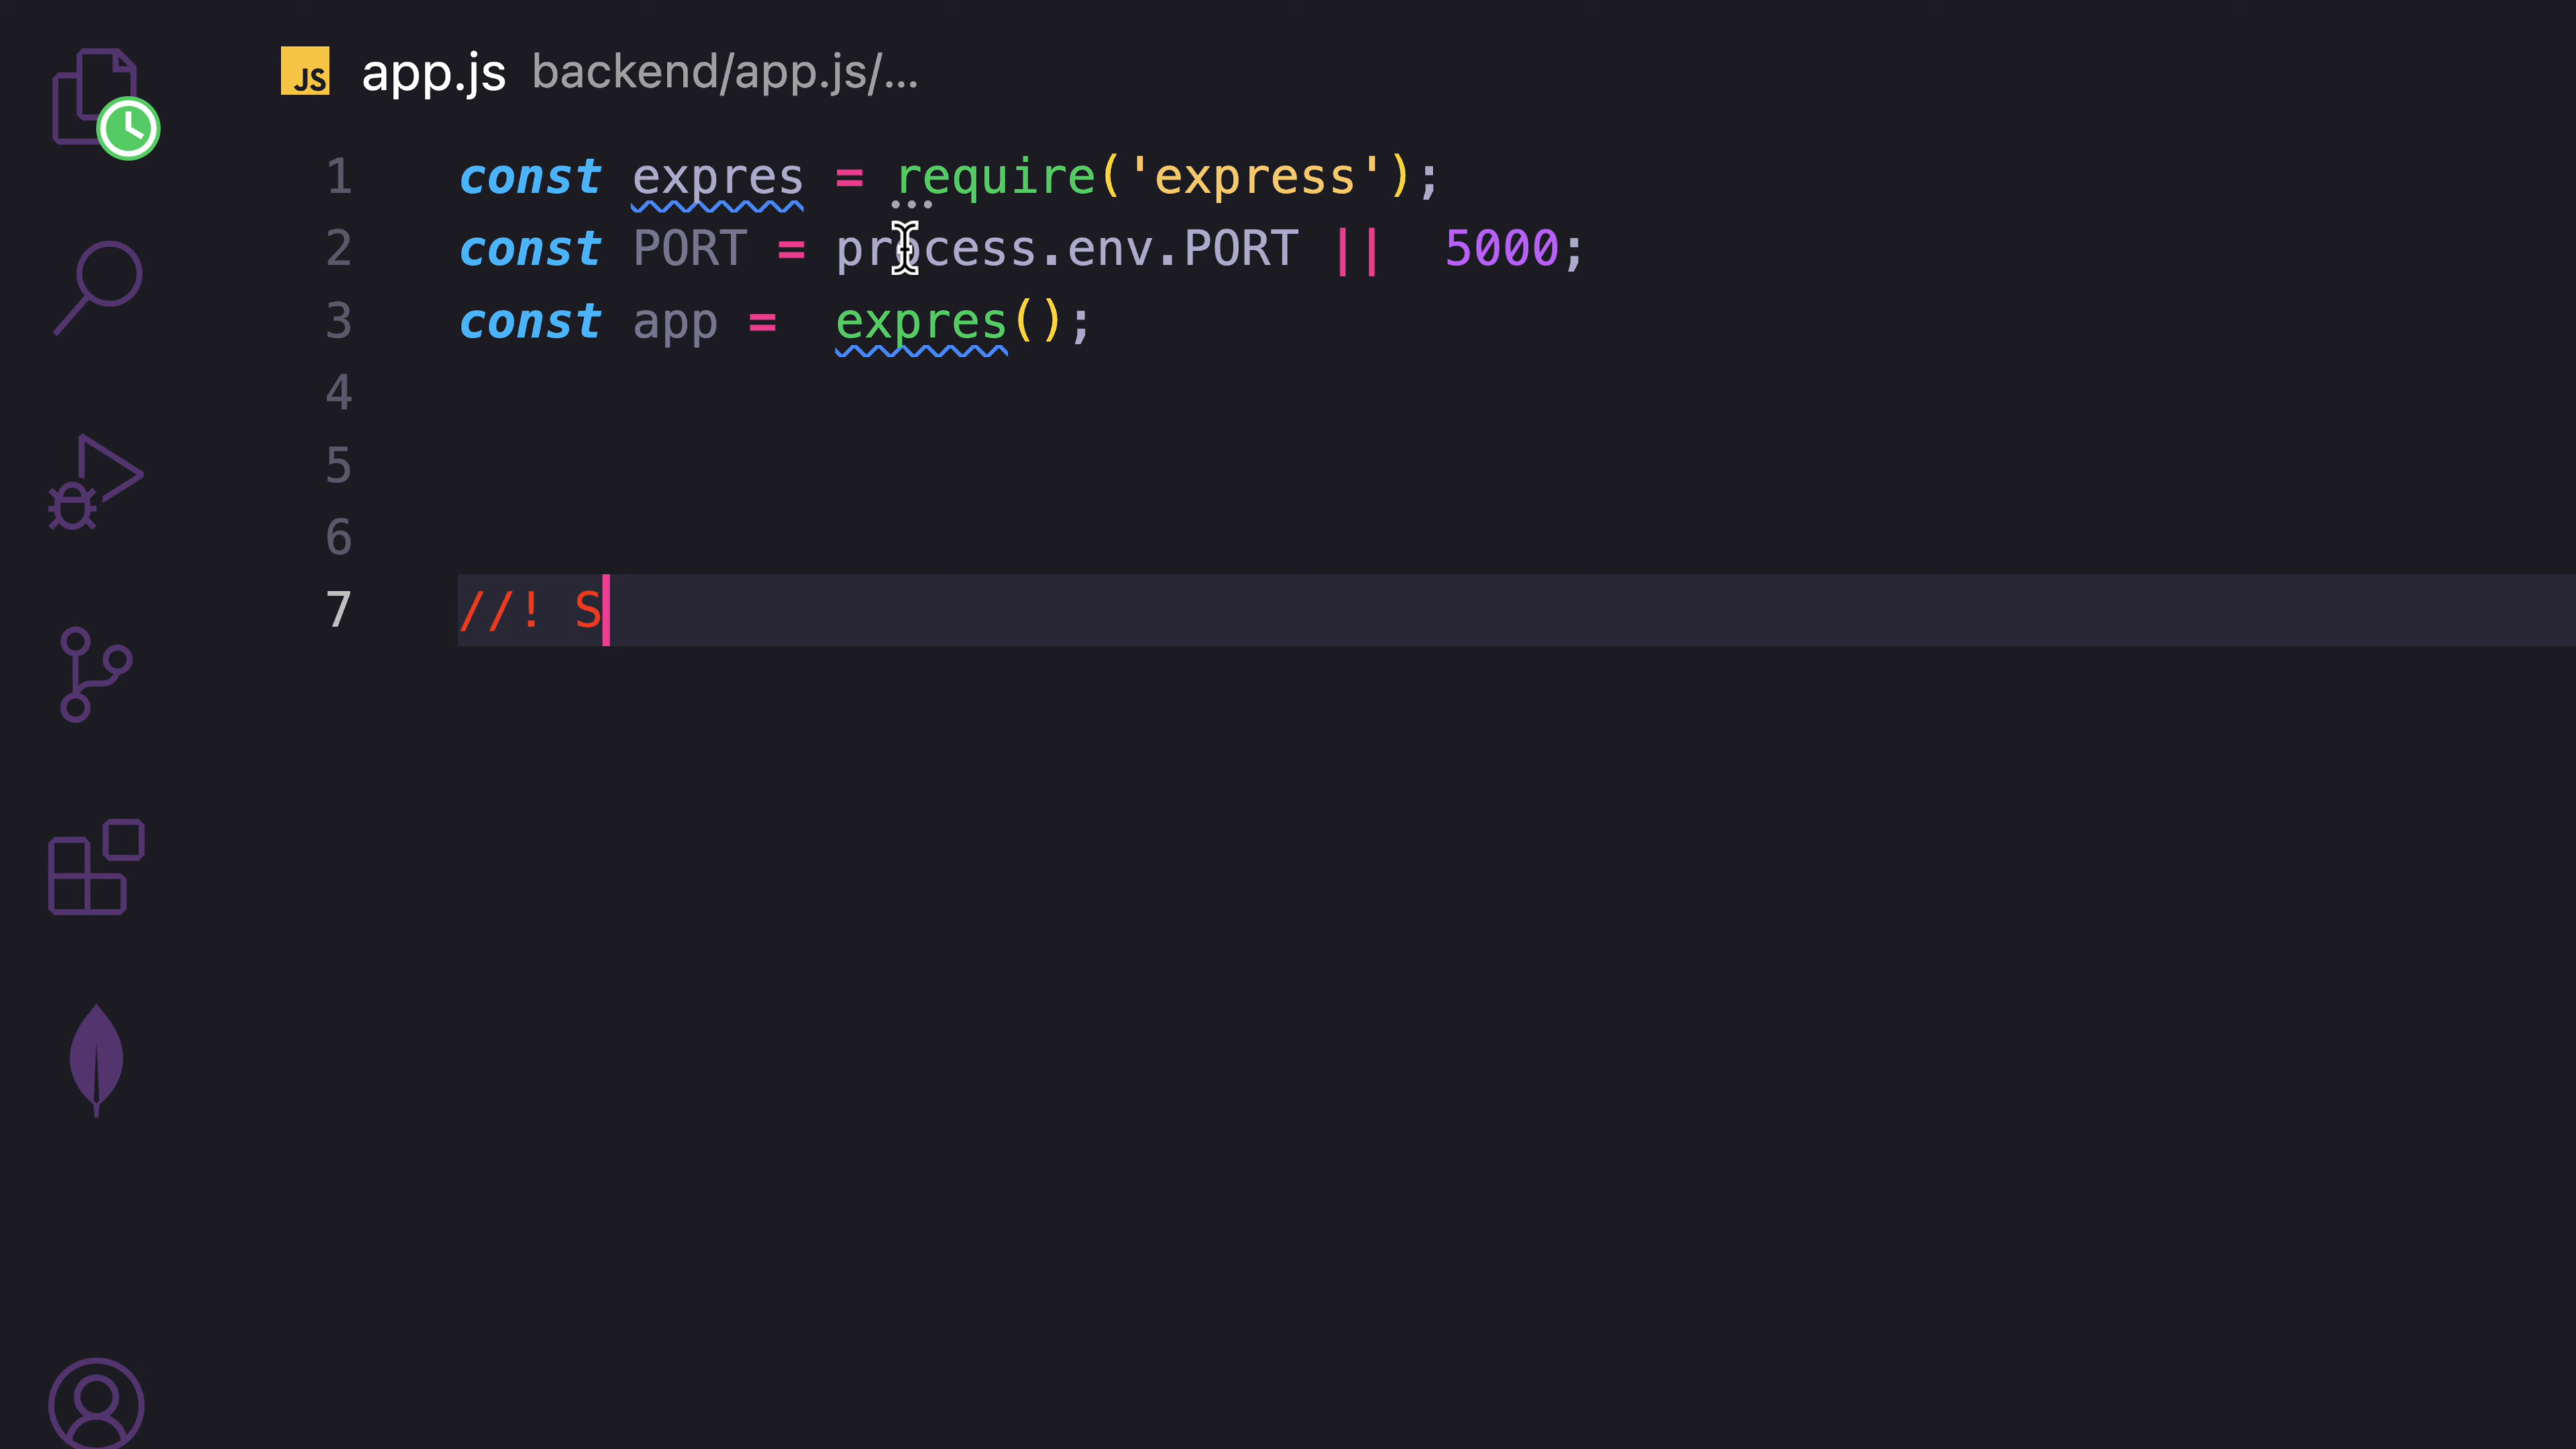 JS app.js backend/app.js/...
1 const expres = require('express');
2 const PORT = process.env.PORT ||  5000;
3 const app =  expres();
4
5
6
7 //! S